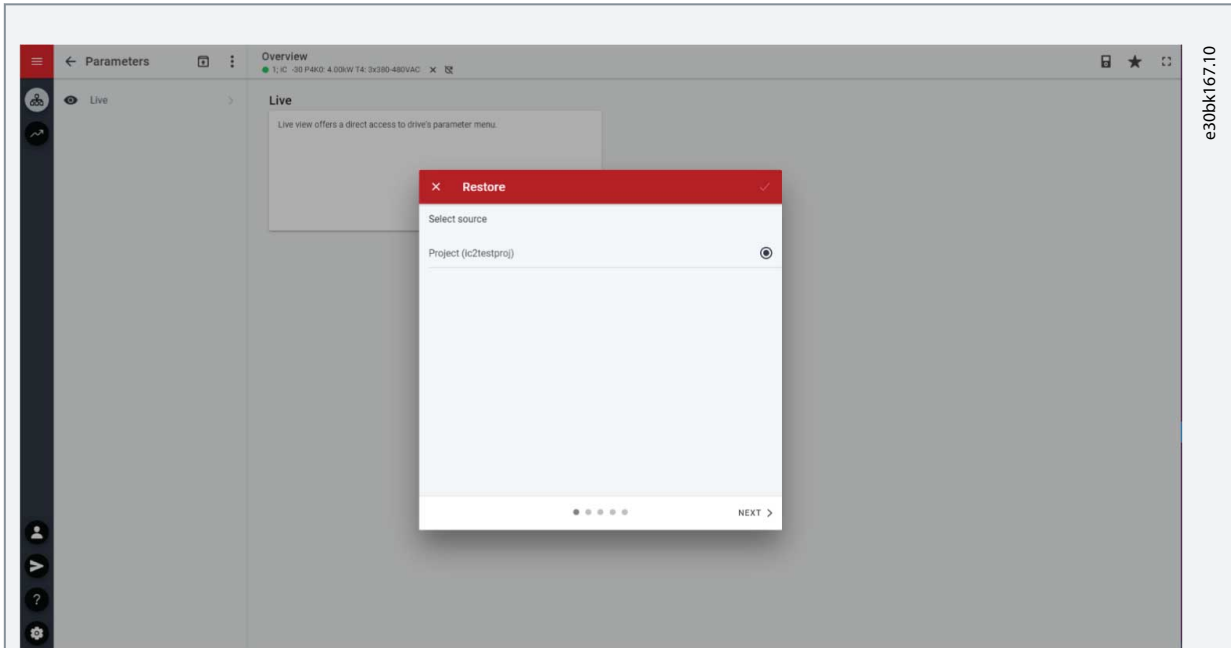 Parameters
Overview
1; iC -30 P4K0: 4.00kW T4: 3x380-480VAC
Live
Live
Live view offers a direct access to drive's parameter menu.
Restore
Select source
Project (ic2testproj)
NEXT
?
e30bk167.10